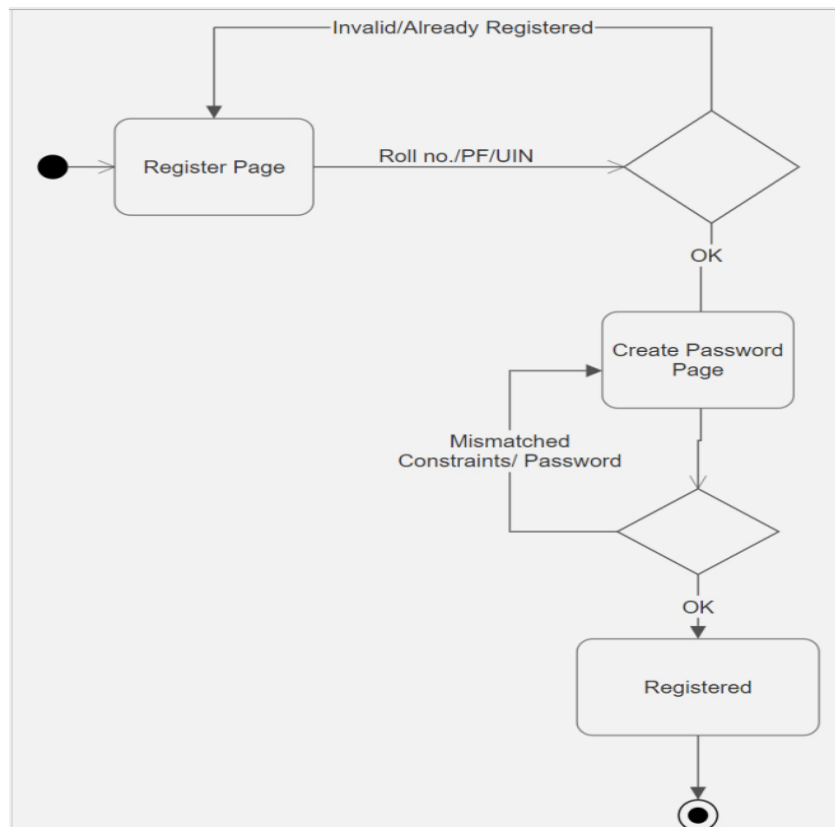 Invalid/Already Registered
Register Page
Roll no./PF/UIN
OK
Create Password
Page
Mismatched
Constraints/ Password
OK
Registered